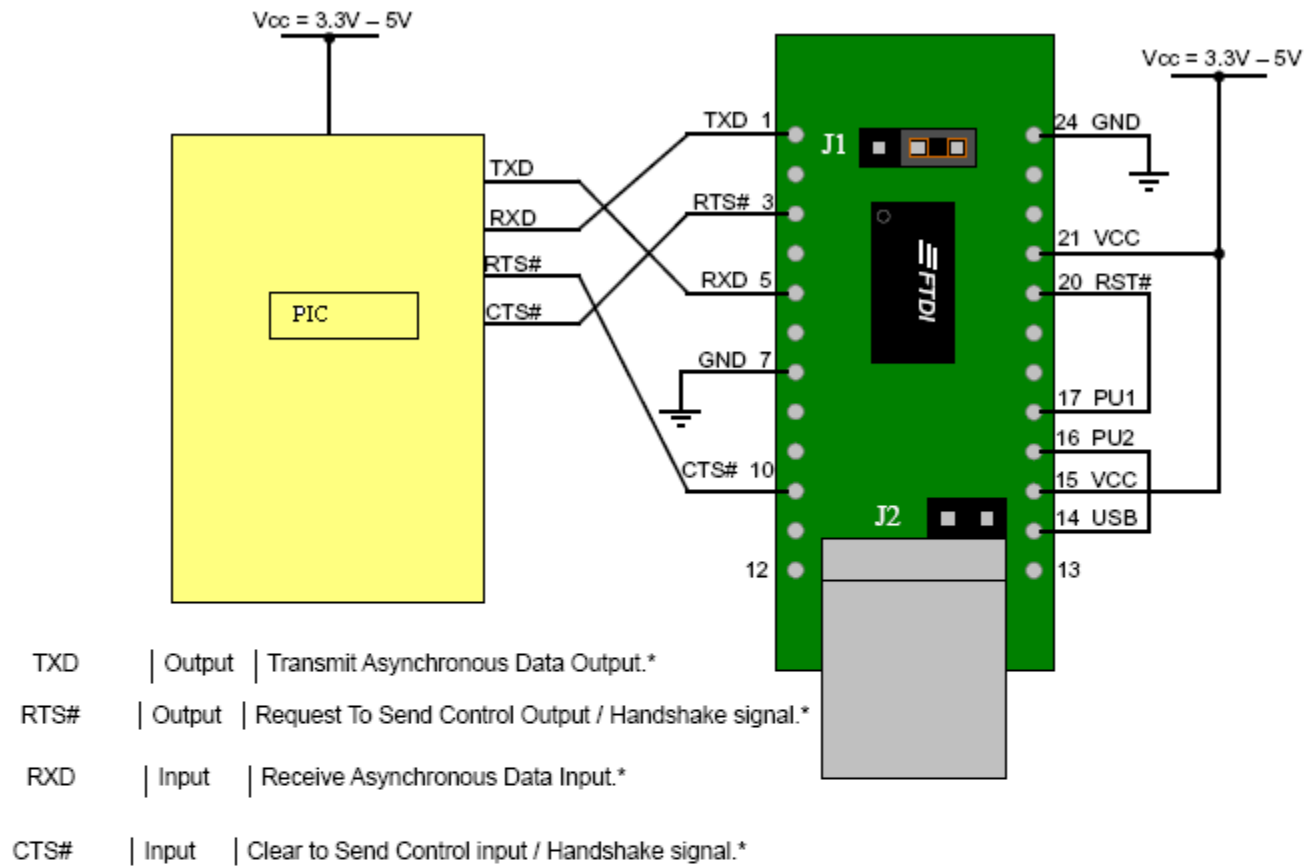 Vcc = 3.3V – 5V
Vcc = 3.3V – 5V
TXD 1
24 GND
J1
TXD
RTS# 3
RXD
21 VCC
RTS#
RXD 5
20 RST#
FTDI
CTS#
PIC
GND 7
17 PU1
16 PU2
CTS# 10
15 VCC
J2
14 USB
12
13
TXD | Output | Transmit Asynchronous Data Output.*
RTS# | Output | Request To Send Control Output / Handshake signal.*
RXD | Input | Receive Asynchronous Data Input.*
CTS# | Input | Clear to Send Control input / Handshake signal.*